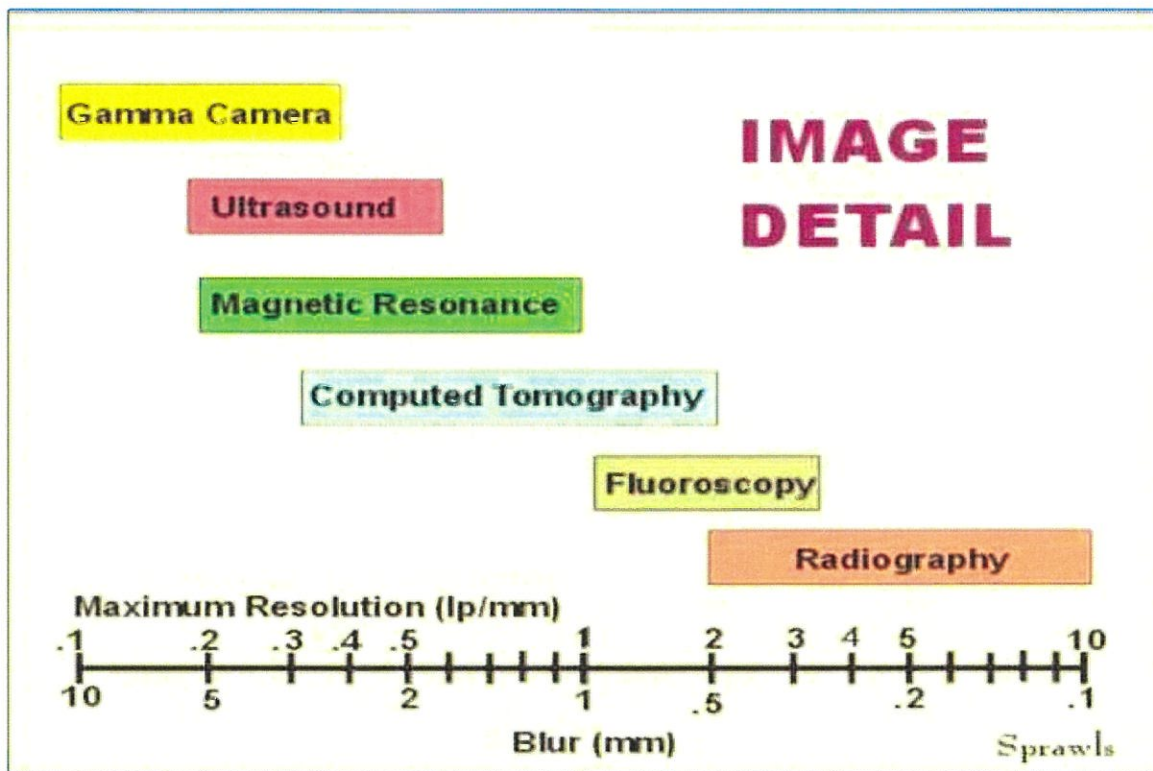 Gamma Camera
IMAGE
Ultrasound
DETAIL
Magnetic Resonance
Computed Tomography
Fluoroscopy
Radiography
Maximum Resolution (lp/mm)
.1 .2 .3 .4 .5 1 2 3 4 5 10
10 5 2 1 .5 .2 .1
Blur (mm)
Sprawls